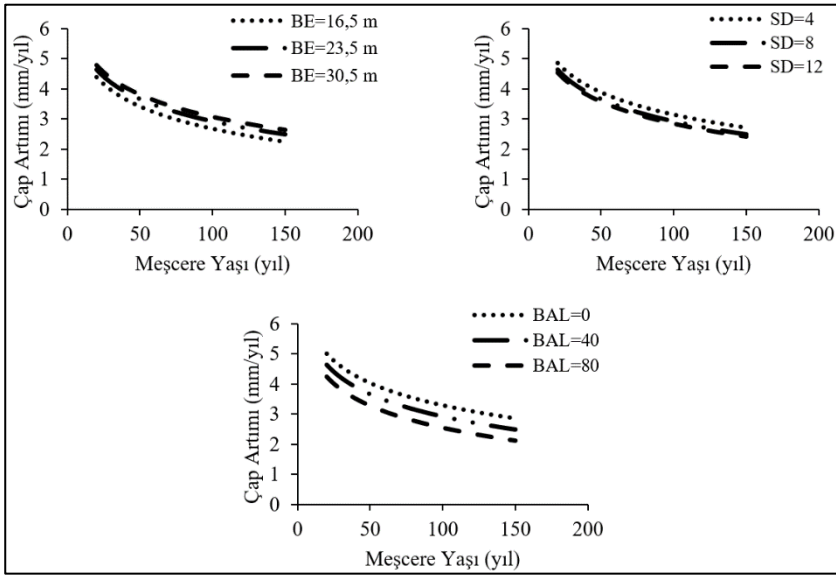 Çap Artımı (mm/yıl)
6
5
4
3
2
1
0
BE=16,5 m
BE=23,5 m
BE=30,5 m
0 50 100 150 200
Meşcere Yaşı (yıl)
Çap Artımı (mm/yıl)
6
5
4
3
2
1
0
SD=4
SD=8
SD=12
0 50 100 150 200
Meşcere Yaşı (yıl)
Çap Artımı (mm/yıl)
6
5
4
3
2
1
0
BAL=0
BAL=40
BAL=80
0 50 100 150 200
Meşcere Yaşı (yıl)